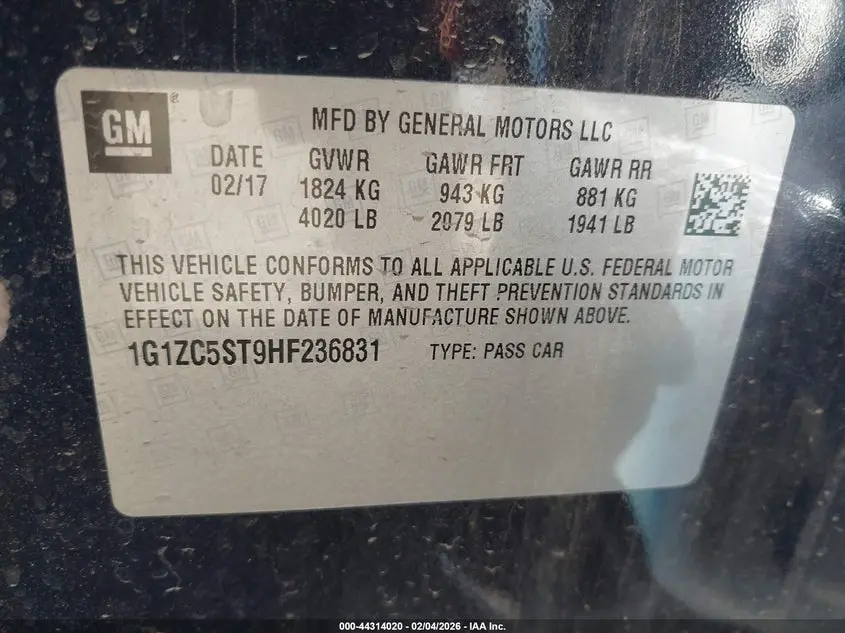 GM
®
MFD BY GENERAL MOTORS LLC
DATE GVWR GAWR FRT GAWR RR
02/17 1824 KG 943 KG 881 KG
4020 LB 2079 LB 1941 LB
THIS VEHICLE CONFORMS TO ALL APPLICABLE U.S. FEDERAL MOTOR
VEHICLE SAFETY, BUMPER, AND THEFT PREVENTION STANDARDS IN
EFFECT ON THE DATE OF MANUFACTURE SHOWN ABOVE.
1G1ZC5ST9HF236831 TYPE: PASS CAR
000-44314020 - 02/04/2026 - IAA Inc.